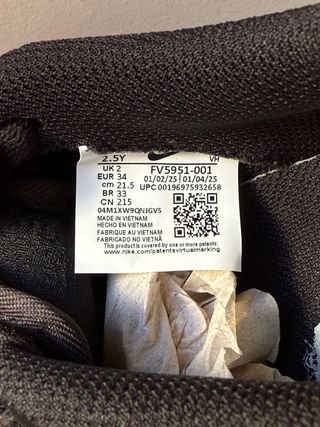 2.5Y VH
UK 2 FV5951-001
EUR 34 01/02/25 | 01/04/25
cm 21.5 UPC 00196975932658
BR 33
CN 215
04M1XW9QNJGVS
MADE IN VIETNAM
HECHO EN VIETNAM
FABRIQUE AU VIETNAM
FABRICADO NO VIETNÃ
This product is covered by one or more patents:
www.nike.com/patentsvirtualmarking